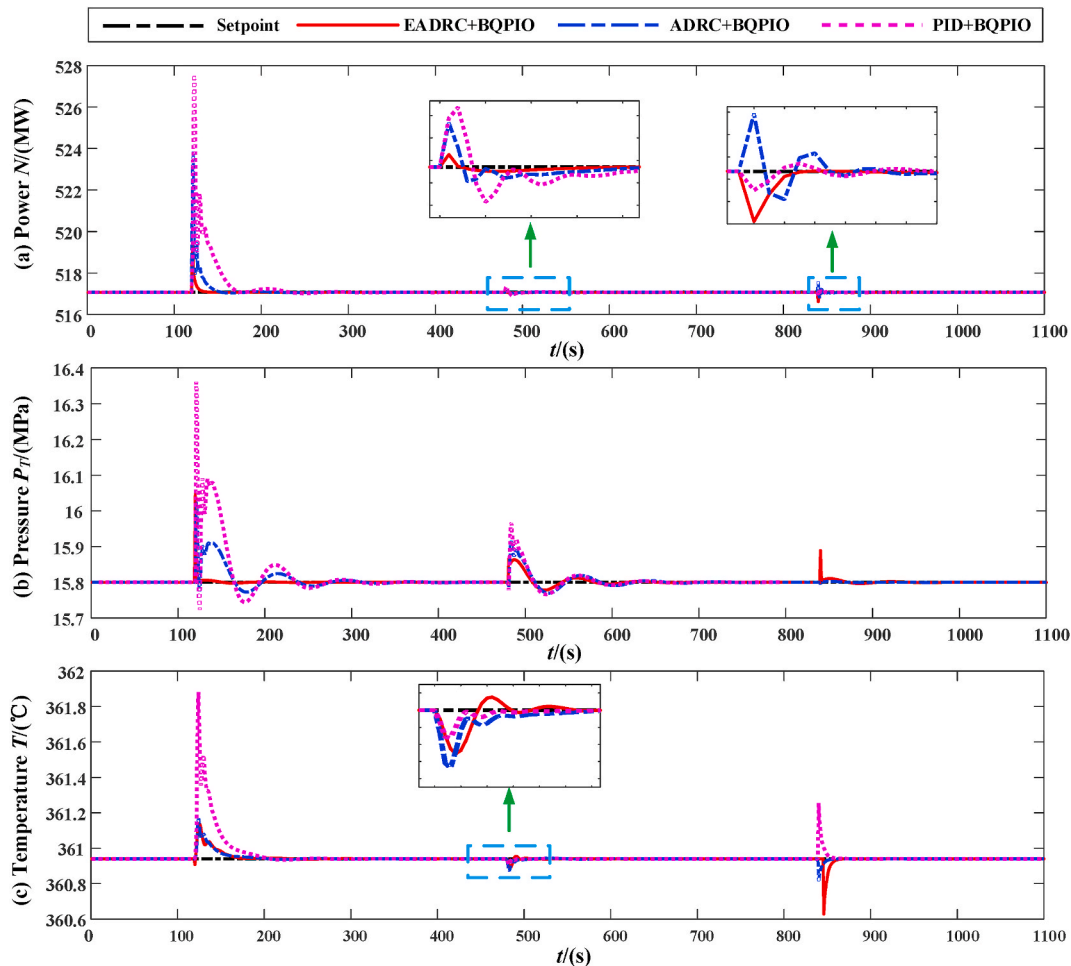 Setpoint EADRC+BQPIO ADRC+BQPIO PID+BQPIO
(a) Power N/(MW)
528
526
524
522
520
518
516
0 100 200 300 400 500 600 700 800 900 1000 1100
t/(s)
(b) Pressure PT/(MPa)
16.4
16.3
16.2
16.1
16
15.9
15.8
15.7
0 100 200 300 400 500 600 700 800 900 1000 1100
t/(s)
(c) Temperature T/(℃)
362
361.8
361.6
361.4
361.2
361
360.8
360.6
0 100 200 300 400 500 600 700 800 900 1000 1100
t/(s)